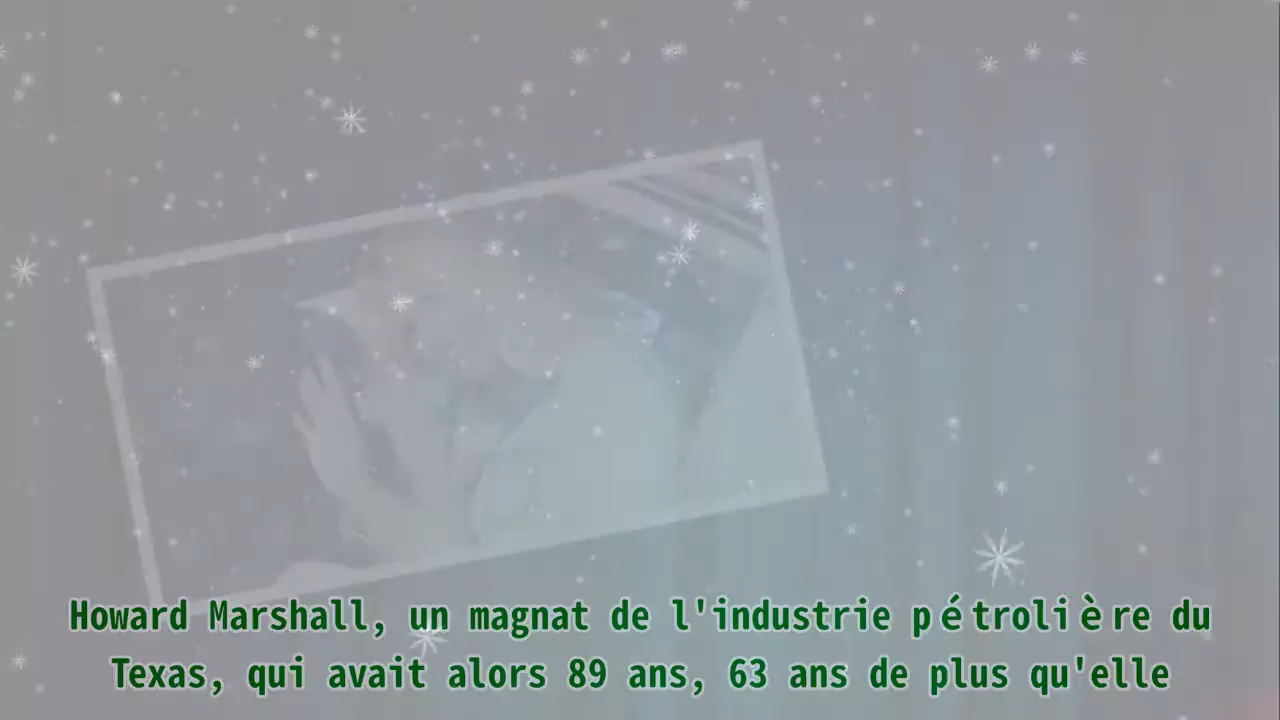 Howard Marshall, un magnat de l'industrie pétrolière du
Texas, qui avait alors 89 ans, 63 ans de plus qu'elle